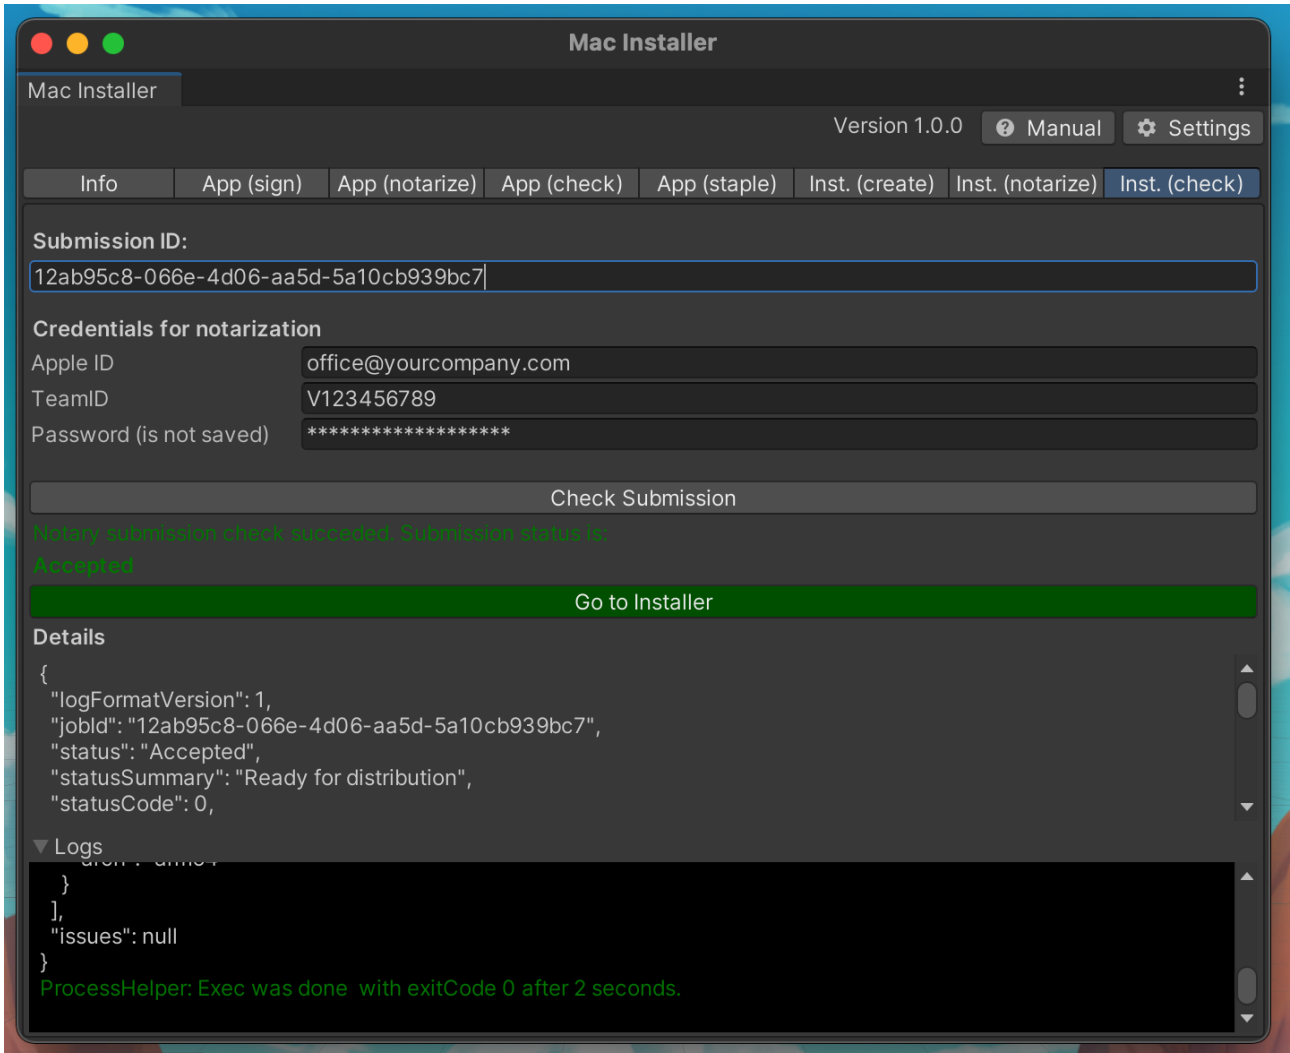 Mac Installer
Mac Installer
Version 1.0.0 Manual Settings
Info App (sign) App (notarize) App (check) App (staple) Inst. (create) Inst. (notarize) Inst. (check)
Submission ID:
12ab95c8-066e-4d06-aa5d-5a10cb939bc7
Credentials for notarization
Apple ID office@yourcompany.com
TeamID V123456789
Password (is not saved) *******************
Check Submission
Notary submission check succeded. Submission status is:
Accepted
Go to Installer
Details
{
"logFormatVersion": 1,
"jobId": "12ab95c8-066e-4d06-aa5d-5a10cb939bc7",
"status": "Accepted",
"statusSummary": "Ready for distribution",
"statusCode": 0,
Logs
}
],
"issues": null
}
ProcessHelper: Exec was done with exitCode 0 after 2 seconds.